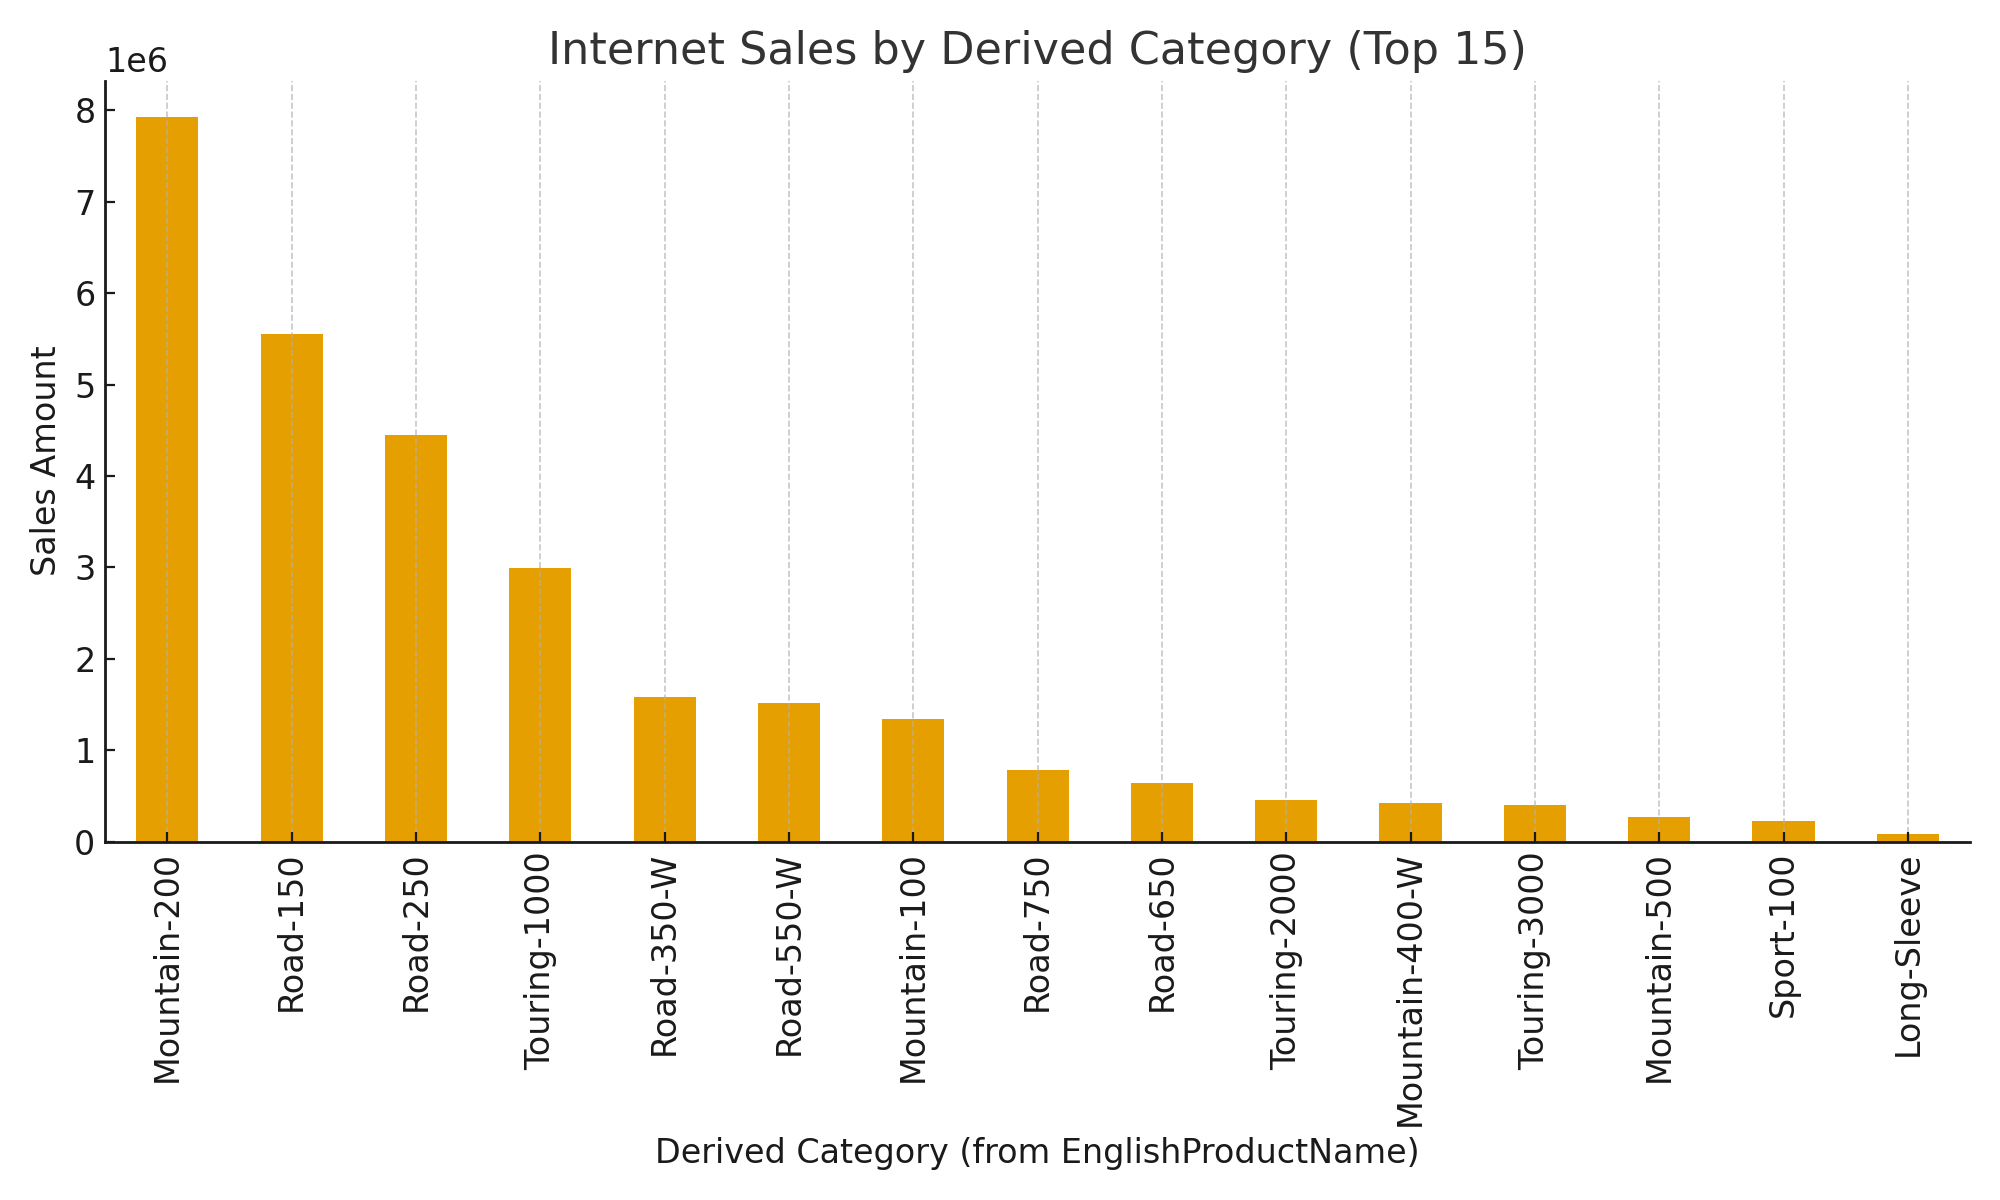 Internet Sales by Derived Category (Top 15)
1e6
8
7
6
5
4
3
2
1
0
Sales Amount
Mountain-200
Road-150
Road-250
Touring-1000
Road-350-W
Road-550-W
Mountain-100
Road-750
Road-650
Touring-2000
Mountain-400-W
Touring-3000
Mountain-500
Sport-100
Long-Sleeve
Derived Category (from EnglishProductName)